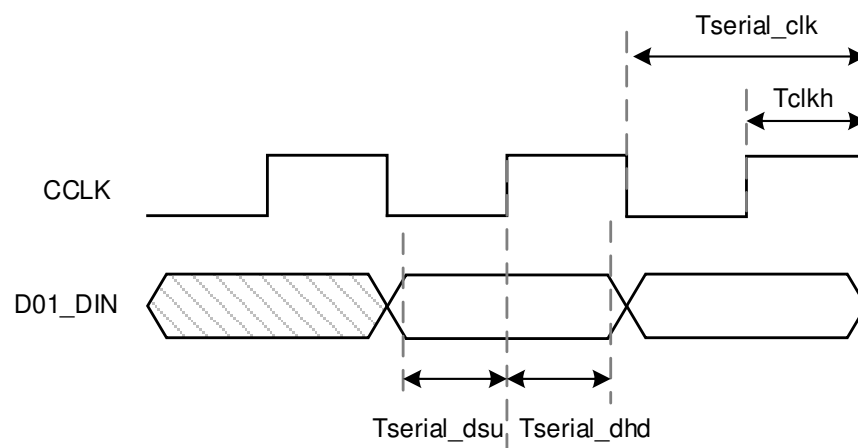 Tserial_clk
Tclkh
CCLK
D01_DIN
Tserial_dsu
Tserial_dhd